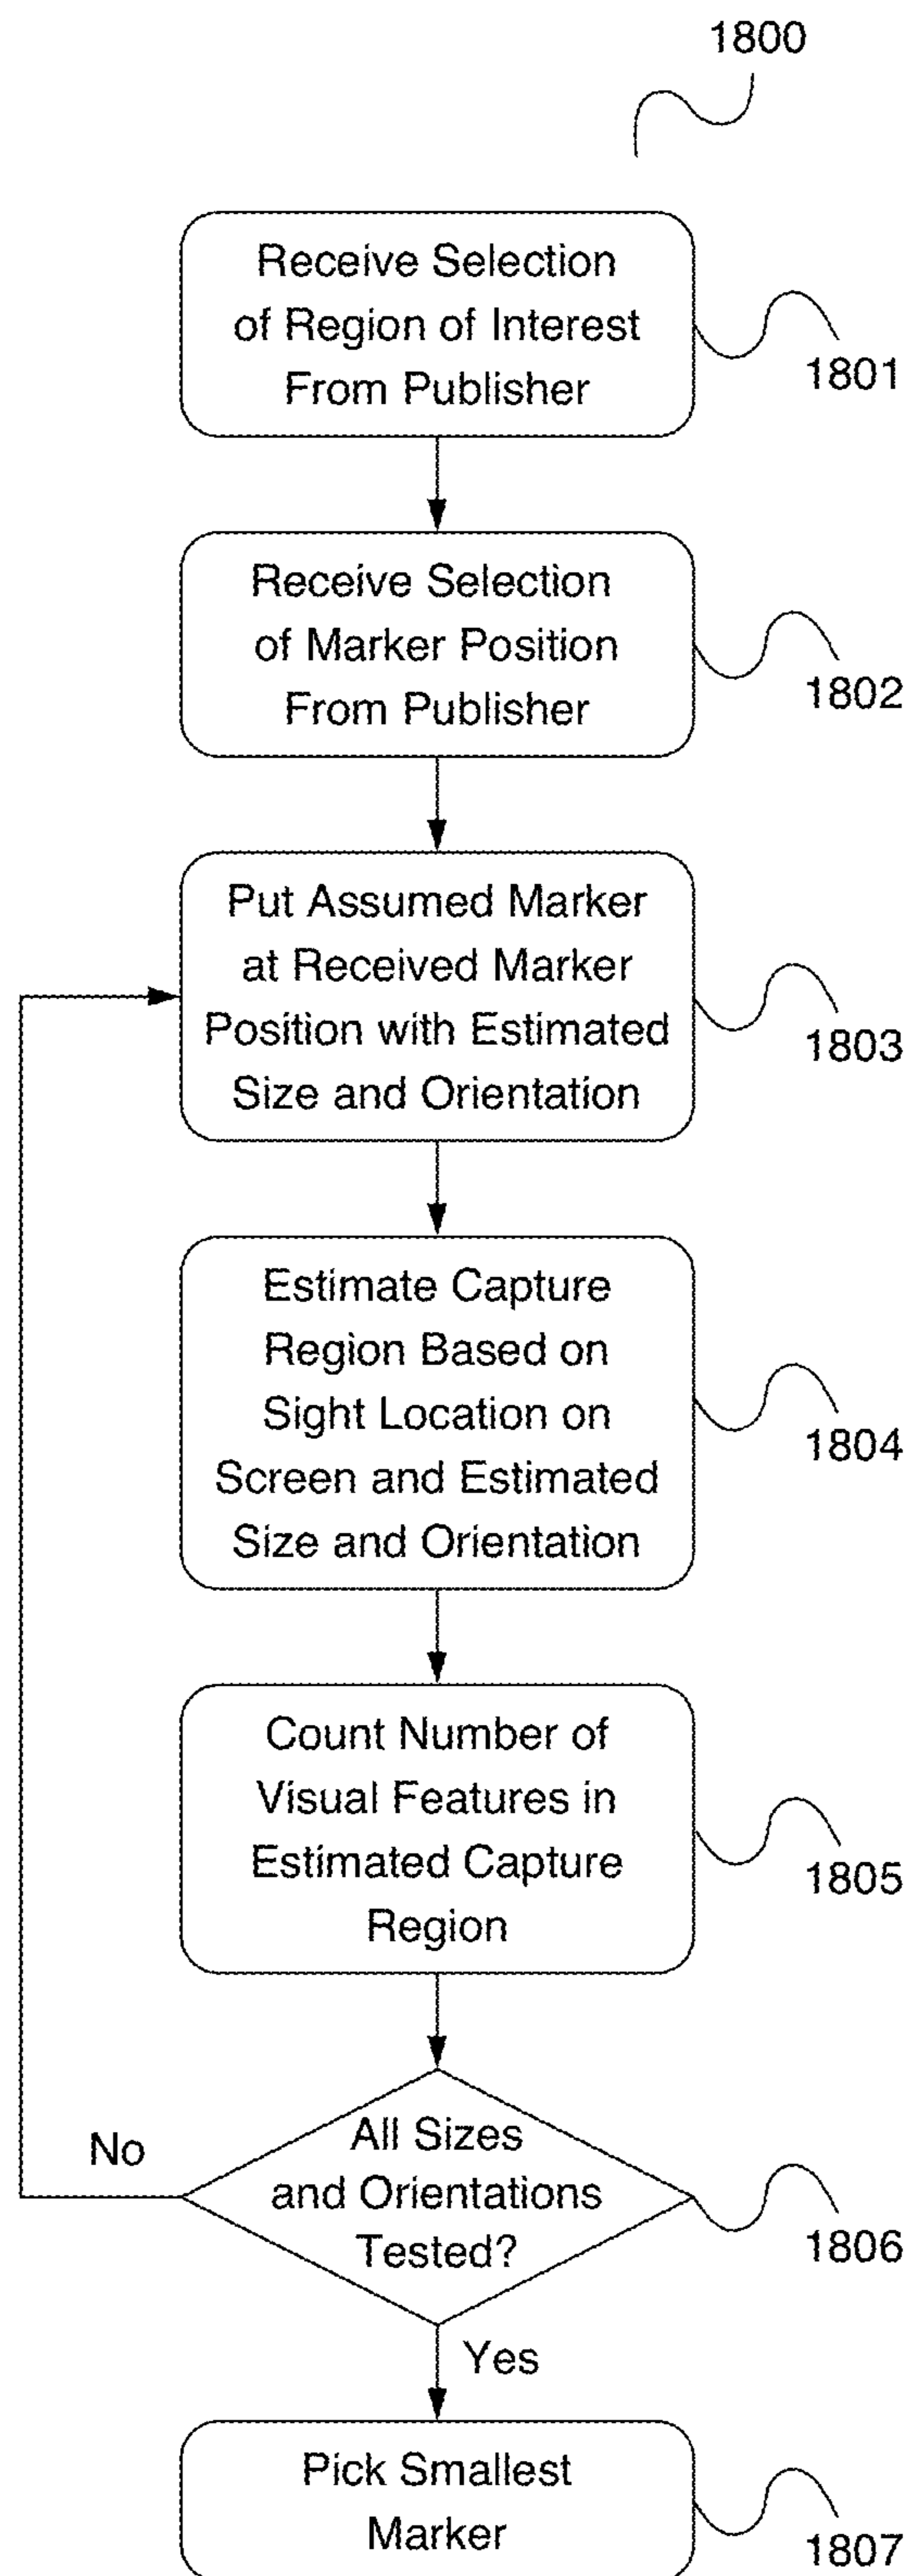 1800
Receive Selection
of Region of Interest
From Publisher
1801
Receive Selection
of Marker Position
From Publisher
1802
Put Assumed Marker
at Received Marker
Position with Estimated
Size and Orientation
1803
Estimate Capture
Region Based on
Sight Location on
Screen and Estimated
Size and Orientation
1804
Count Number of
Visual Features in
Estimated Capture
Region
1805
All Sizes
and Orientations
Tested?
No
1806
Yes
Pick Smallest
Marker
1807